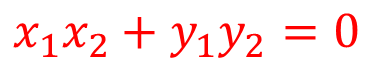 x₁x₂ + y₁y₂ = 0